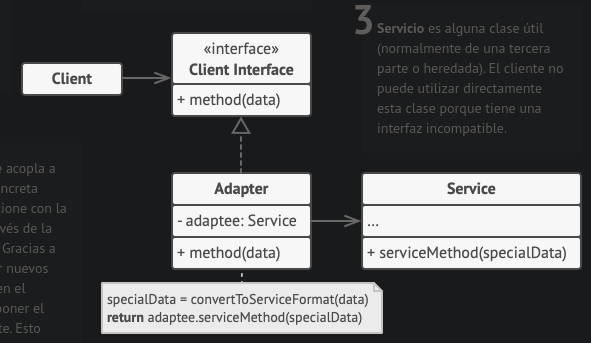 3
Servicio es alguna clase útil
(normalmente de una tercera
parte o heredada). El cliente no
puede utilizar directamente
esta clase porque tiene una
interfaz incompatible.
«interface»
Client Interface
+ method(data)
Client
e acopla a
ncreta
ione con la
vés de la
Gracias a
r nuevos
en el
oner el
te. Esto
Adapter
- adaptee: Service
+ method(data)
Service
...
+ serviceMethod(specialData)
specialData = convertToServiceFormat(data)
return adaptee.serviceMethod(specialData)